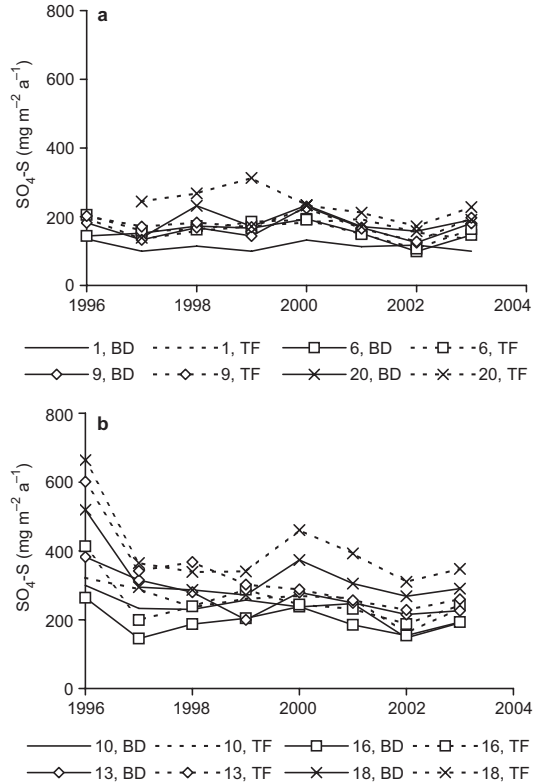 a
800
600
400
200
0
SO₄-S (mg m⁻² a⁻¹)
1996 1998 2000 2002 2004
1, BD 1, TF 6, BD 6, TF
9, BD 9, TF 20, BD 20, TF
b
800
600
400
200
0
SO₄-S (mg m⁻² a⁻¹)
1996 1998 2000 2002 2004
10, BD 10, TF 16, BD 16, TF
13, BD 13, TF 18, BD 18, TF